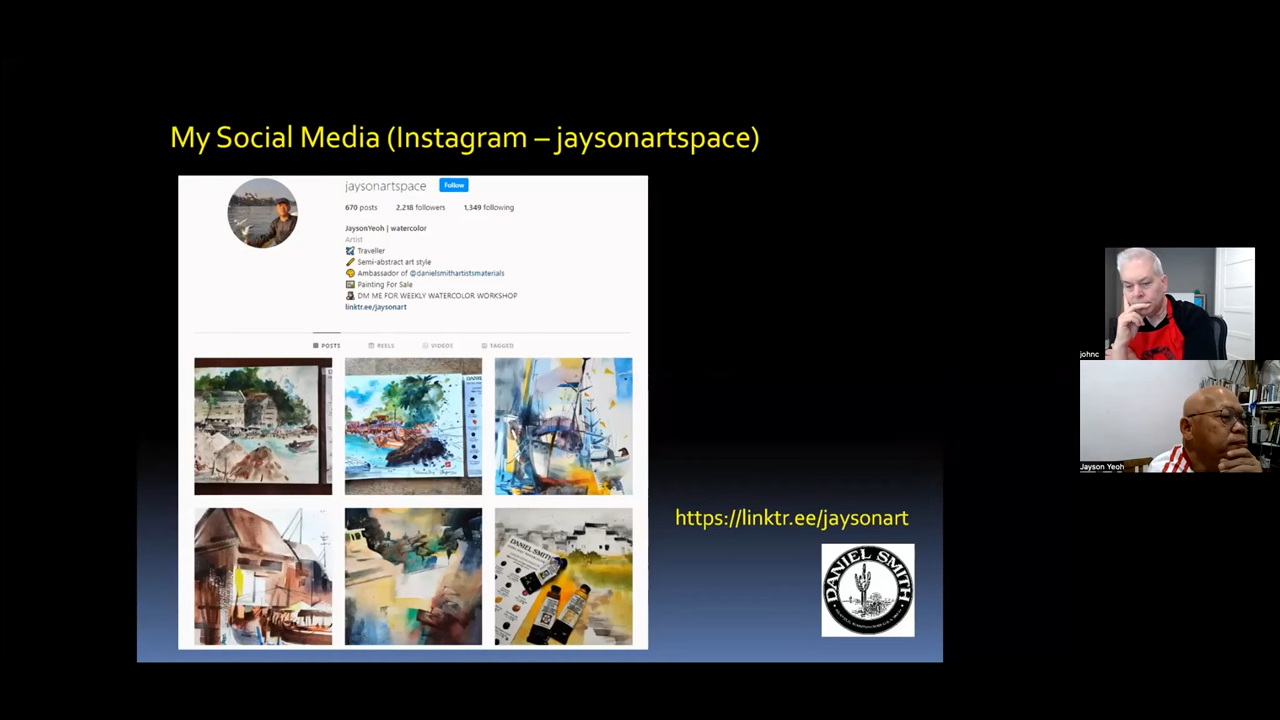 My Social Media (Instagram – jaysonartspace)
jaysonartspace Follow
670 posts 2,218 followers 1,349 following
JaysonYeoh | watercolor
Artist
Traveller
Semi-abstract art style
Ambassador of @danielsmithartistsmaterials
Painting For Sale
DM ME FOR WEEKLY WATERCOLOR WORKSHOP
linktr.ee/jaysonart
POSTS REELS VIDEOS TAGGED
DANIEL SMITH
https://linktr.ee/jaysonart
DANIEL SMITH
johnc
Jayson Yeoh